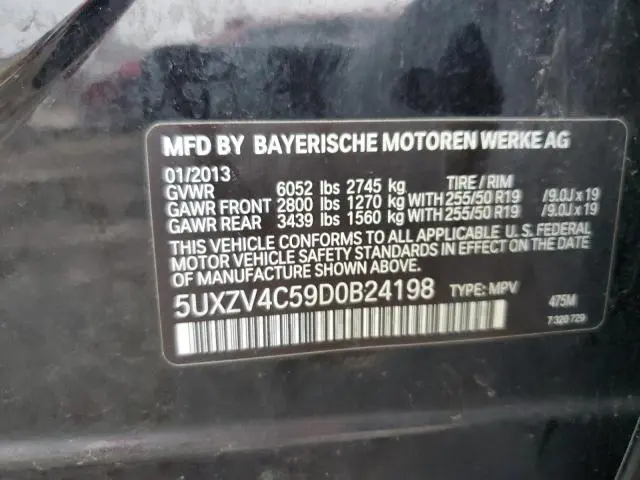 MFD BY BAYERISCHE MOTOREN WERKE AG
01/2013 TIRE / RIM
GVWR 6052 lbs 2745 kg
GAWR FRONT 2800 lbs 1270 kg WITH 255/50 R19 /9.0J x 19
GAWR REAR 3439 lbs 1560 kg WITH 255/50 R19 /9.0J x 19
THIS VEHICLE CONFORMS TO ALL APPLICABLE U. S. FEDERAL
MOTOR VEHICLE SAFETY STANDARDS IN EFFECT ON THE DATE
OF MANUFACTURE SHOWN ABOVE.
5UXZV4C59D0B24198 TYPE: MPV 475M
7 320 729